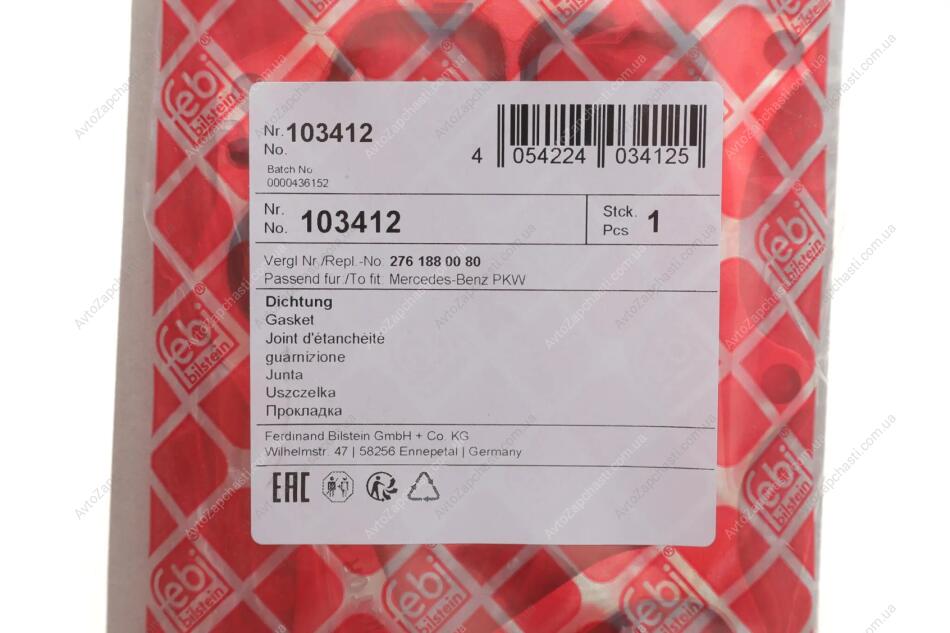 Nr. 103412
No.
Batch No
0000436152
4 054224 034125
Nr. 103412
No.
Stck. 1
Pcs
Vergl Nr./Repl.-No. 276 188 00 80
Passend für /To fit Mercedes-Benz PKW
Dichtung
Gasket
Joint d'étanchéité
guarnizione
Junta
Uszczelka
Прокладка
Ferdinand Bilstein GmbH + Co. KG
Wilhelmstr. 47 | 58256 Ennepetal | Germany
EAC
febi bilstein
AvtoZapchasti.com.ua